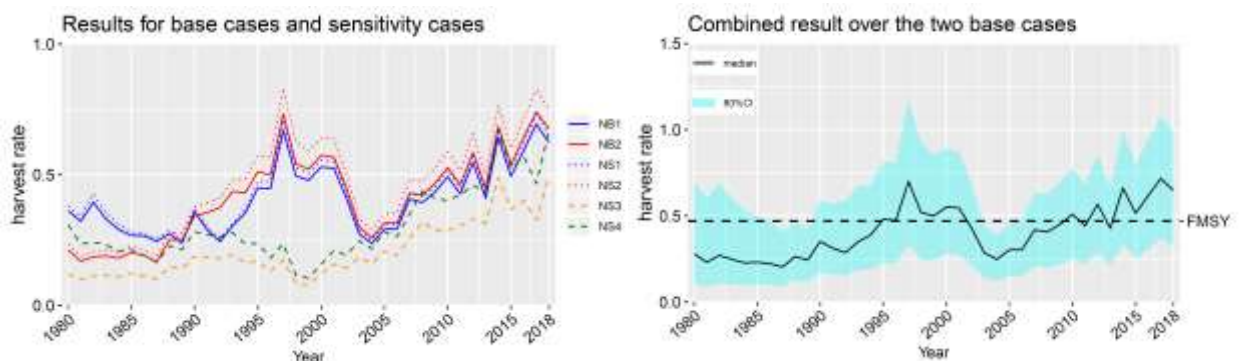 Results for base cases and sensitivity cases
1.0
0.5
0.0
harvest rate
1980
1985
1990
1995
2000
2005
2010
2015
2018
Year
NB1
NB2
NS1
NS2
NS3
NS4
Combined result over the two base cases
1.5
1.0
0.5
0.0
harvest rate
median
80%CI
FMSY
1980
1985
1990
1995
2000
2005
2010
2015
2018
Year